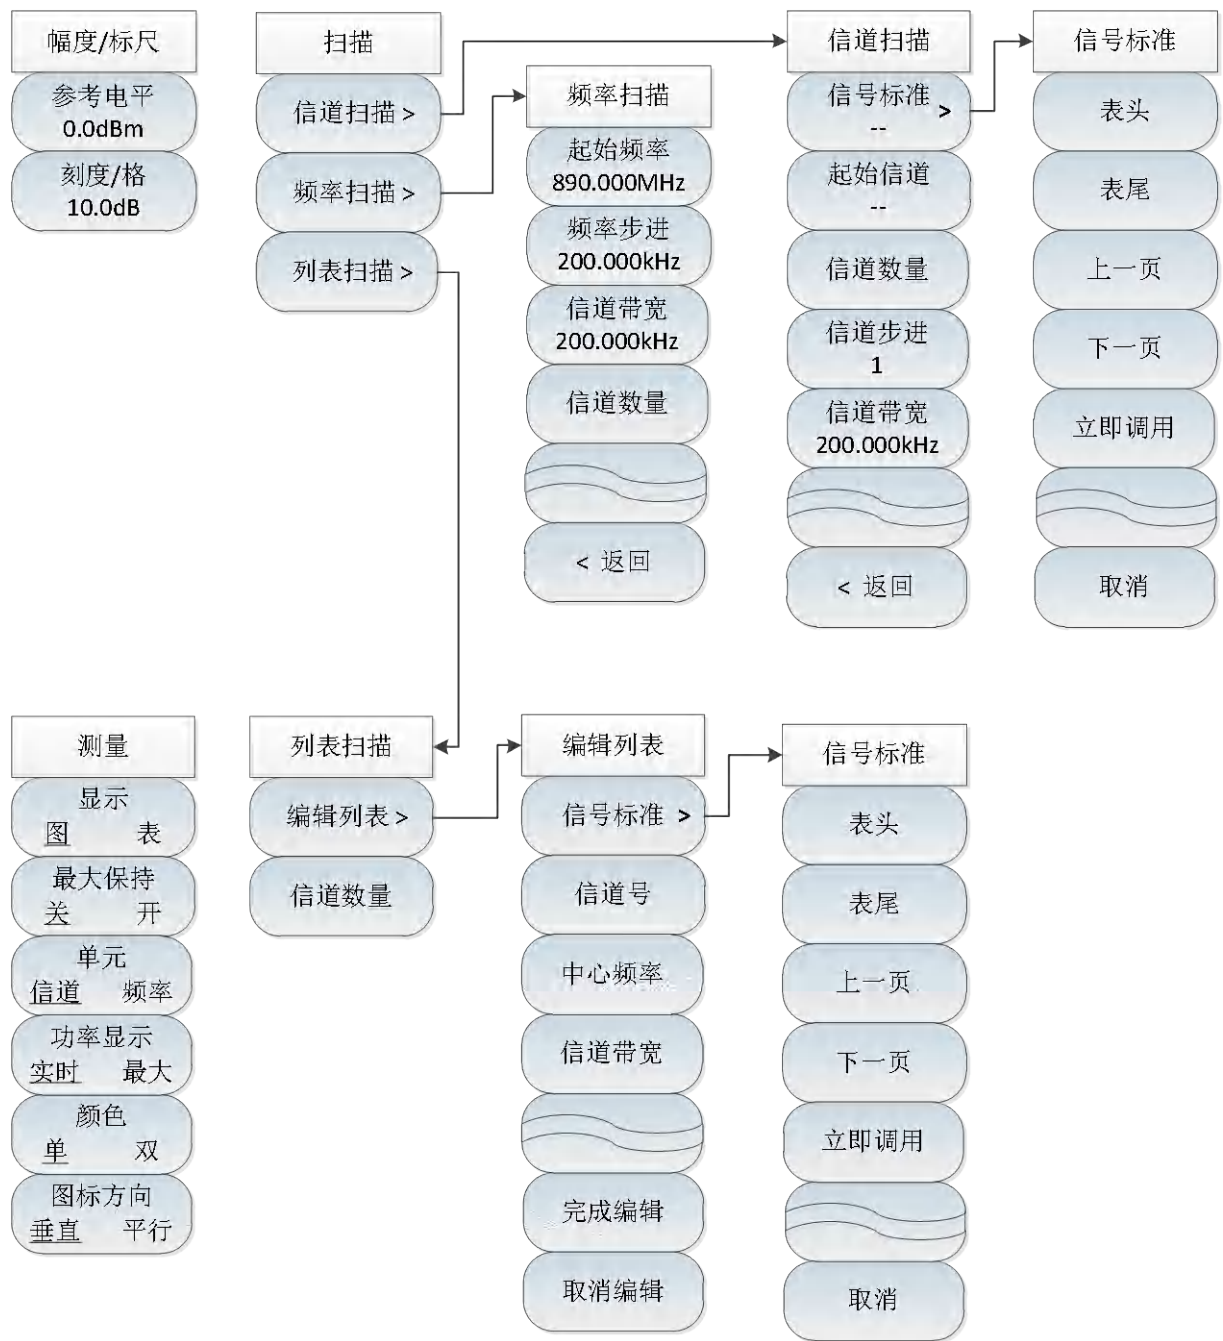 幅度/标尺
参考电平
0.0dBm
刻度/格
10.0dB
扫描
信道扫描 >
频率扫描 >
列表扫描 >
频率扫描
起始频率
890.000MHz
频率步进
200.000kHz
信道带宽
200.000kHz
信道数量
< 返回
信道扫描
信号标准 >
--
起始信道
--
信道数量
信道步进
1
信道带宽
200.000kHz
< 返回
信号标准
表头
表尾
上一页
下一页
立即调用
取消
测量
显示
图 表
最大保持
关 开
单元
信道 频率
功率显示
实时 最大
颜色
单 双
图标方向
垂直 平行
列表扫描
编辑列表 >
信道数量
编辑列表
信号标准 >
信道号
中心频率
信道带宽
完成编辑
取消编辑
信号标准
表头
表尾
上一页
下一页
立即调用
取消